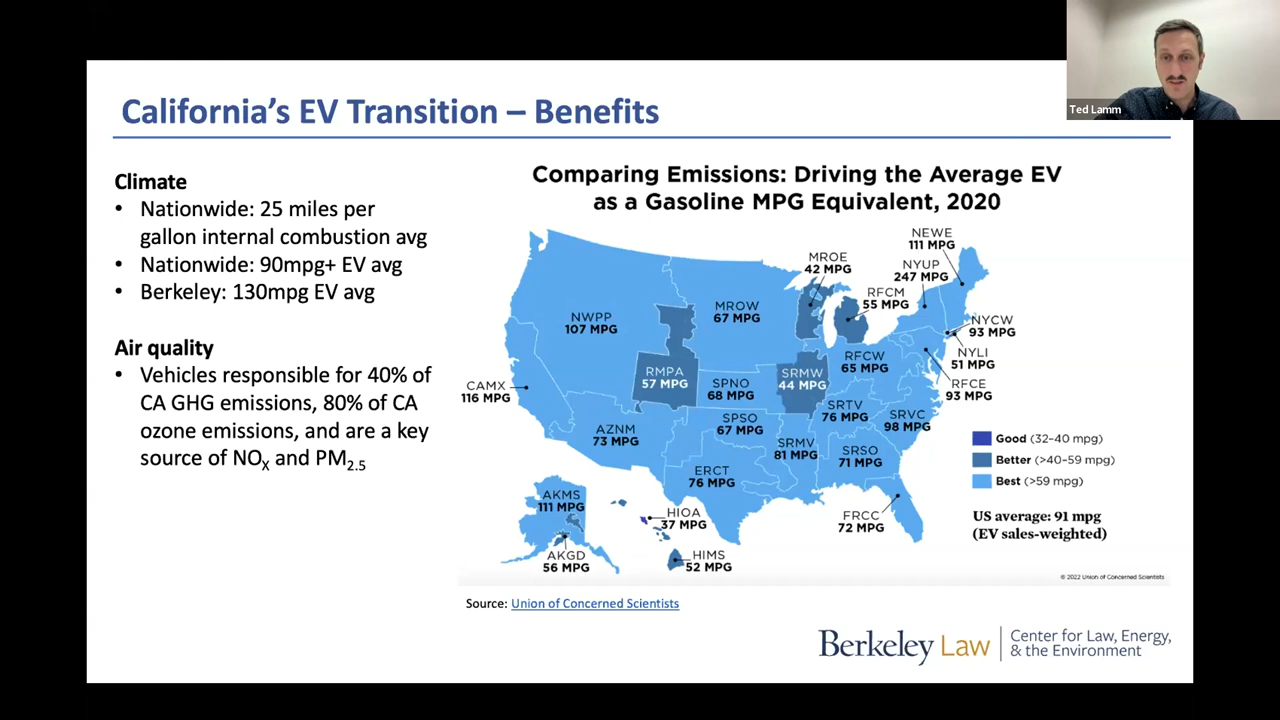 Ted Lamm
California's EV Transition – Benefits
Climate
• Nationwide: 25 miles per
gallon internal combustion avg
• Nationwide: 90mpg+ EV avg
• Berkeley: 130mpg EV avg
Air quality
• Vehicles responsible for 40% of
CA GHG emissions, 80% of CA
ozone emissions, and are a key
source of NOX and PM2.5
Comparing Emissions: Driving the Average EV
as a Gasoline MPG Equivalent, 2020
NEWE
111 MPG
MROE
42 MPG
NYUP
247 MPG
RFCM
55 MPG
MROW
67 MPG
NWPP
107 MPG
NYCW
93 MPG
NYLI
51 MPG
RFCW
65 MPG
RFCE
93 MPG
RMPA
57 MPG
SRMW
44 MPG
CAMX
116 MPG
SPNO
68 MPG
SRTV
76 MPG
SRVC
98 MPG
SPSO
67 MPG
AZNM
73 MPG
SRMV
81 MPG
SRSO
71 MPG
ERCT
76 MPG
AKMS
111 MPG
HIOA
37 MPG
FRCC
72 MPG
AKGD
56 MPG
HIMS
52 MPG
Good (32–40 mpg)
Better (>40–59 mpg)
Best (>59 mpg)
US average: 91 mpg
(EV sales-weighted)
© 2022 Union of Concerned Scientists
Source: Union of Concerned Scientists
Berkeley Law
Center for Law, Energy,
& the Environment